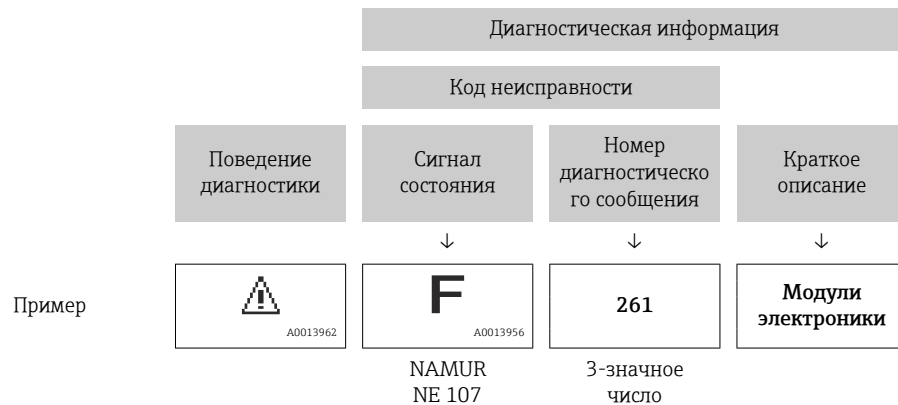 Диагностическая информация
Код неисправности
Поведение
диагностики
Сигнал
состояния
Номер
диагностическо
го сообщения
Краткое
описание
↓ ↓ ↓
Пример
A0013962
F
A0013956
261
Модули
электроники
NAMUR
NE 107
3-значное
число